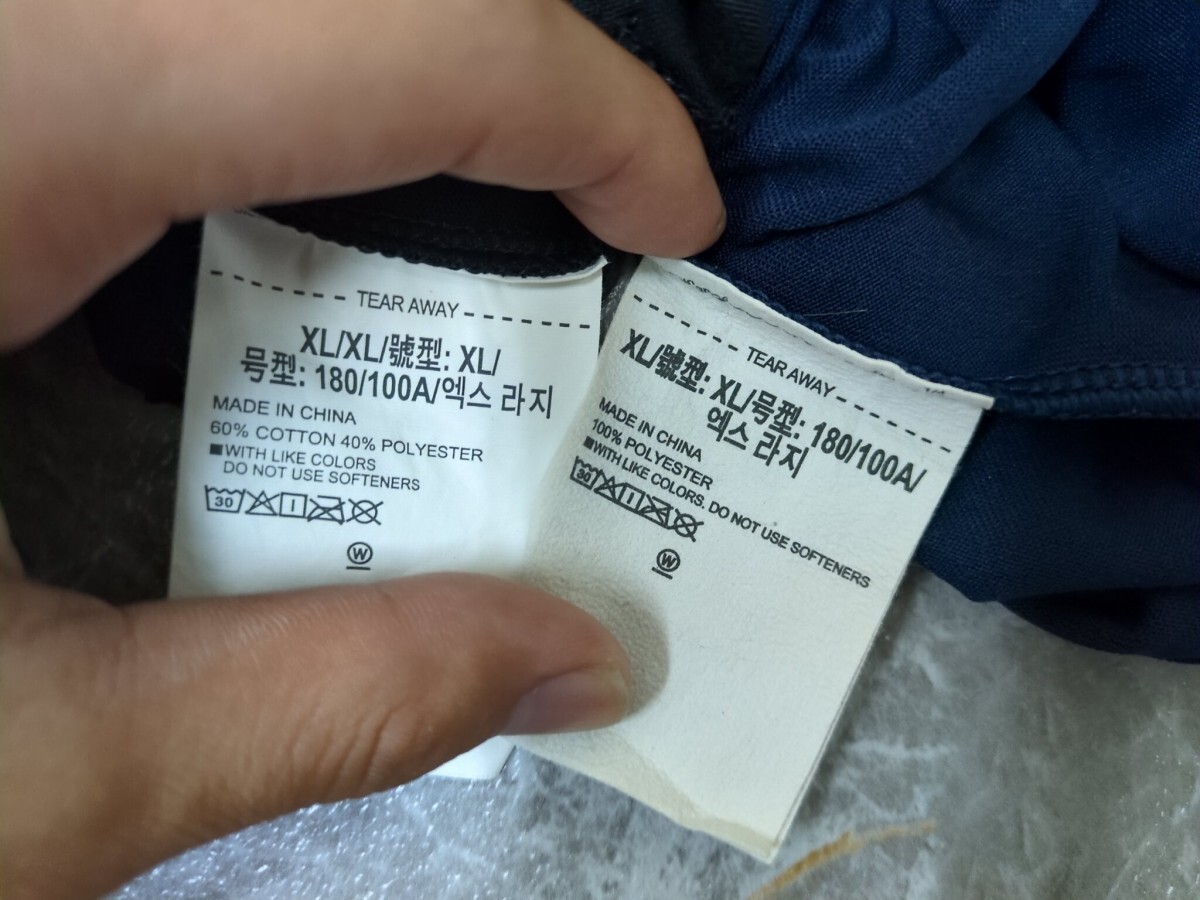 TEAR AWAY
XL/XL/號型: XL/
号型: 180/100A/엑스 라지
MADE IN CHINA
60% COTTON 40% POLYESTER
■WITH LIKE COLORS
DO NOT USE SOFTENERS
30
W
TEAR AWAY
XL/號型: XL/号型: 180/100A/
엑스 라지
MADE IN CHINA
100% POLYESTER
■WITH LIKE COLORS. DO NOT USE SOFTENERS
30
W